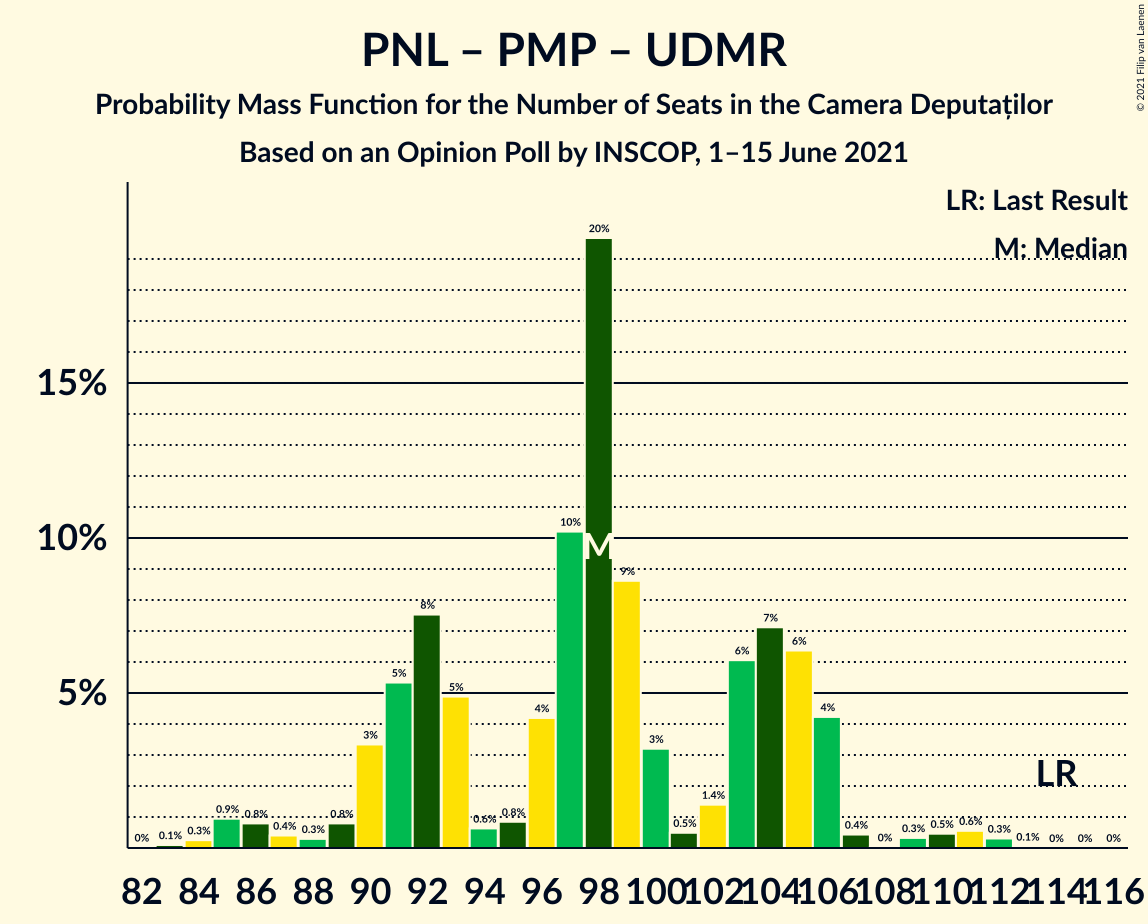 PNL – PMP – UDMR
Probability Mass Function for the Number of Seats in the Camera Deputaților
Based on an Opinion Poll by INSCOP, 1–15 June 2021
© 2021 Filip van Laenen
LR: Last Result
M: Median
15%
10%
5%
0% 0.1% 0.3% 0.9% 0.8% 0.4% 0.3% 0.8% 3% 5% 8% 5% 0.6% 0.8% 4% 10% 20% 9% 3% 0.5% 1.4% 6% 7% 6% 4% 0.4% 0% 0.3% 0.5% 0.6% 0.3% 0.1% 0% 0% 0%
M
LR
82 84 86 88 90 92 94 96 98 100 102 104 106 108 110 112 114 116